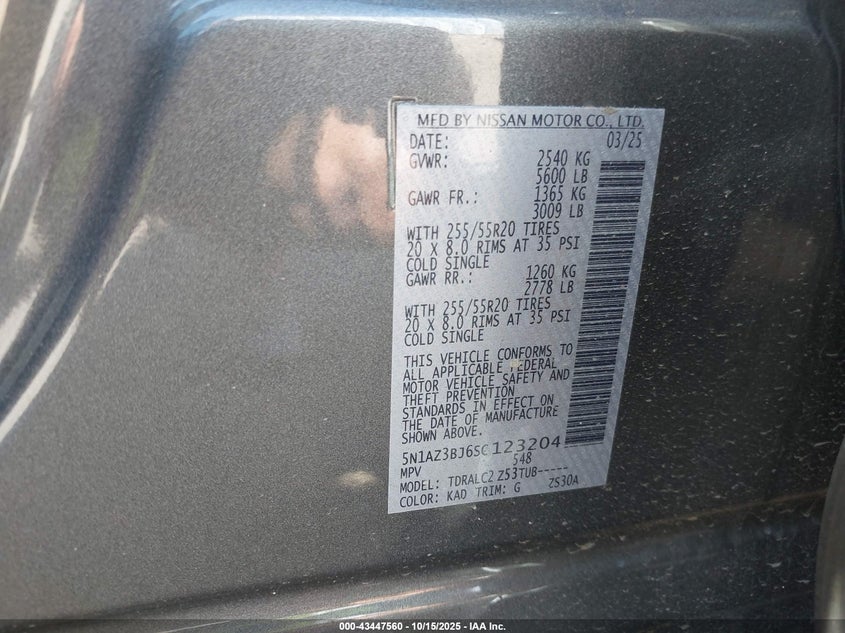 MFD BY NISSAN MOTOR CO., LTD.
DATE: 03/25
GVWR: 2540 KG
5600 LB
GAWR FR.: 1365 KG
3009 LB
WITH 255/55R20 TIRES
20 X 8.0 RIMS AT 35 PSI
COLD SINGLE
GAWR RR.: 1260 KG
2778 LB
WITH 255/55R20 TIRES
20 X 8.0 RIMS AT 35 PSI
COLD SINGLE
THIS VEHICLE CONFORMS TO
ALL APPLICABLE FEDERAL
MOTOR VEHICLE SAFETY AND
THEFT PREVENTION
STANDARDS IN EFFECT ON
THE DATE OF MANUFACTURE
SHOWN ABOVE.
5N1AZ3BJ6SC123204
MPV 548
MODEL: TDRALC2 Z53TUB-----
COLOR: KAD TRIM: G ZS30A
000-43447560 - 10/15/2025 - IAA Inc.